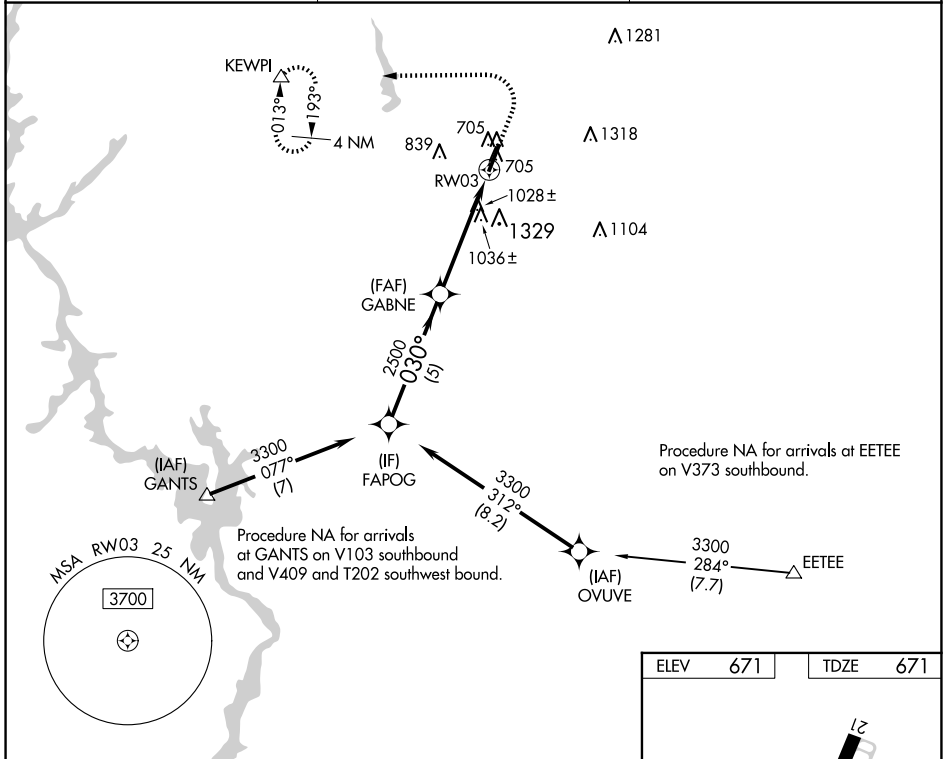 1281
KEWPI
013°
193°
4 NM
705
839
1318
705
RW03
1028±
1329
1104
1036±
(FAF)
GABNE
2500
030°
(5)
3300
077°
(7)
(IAF)
GANTS
(IF)
FAPOG
Procedure NA for arrivals at EETEE
on V373 southbound.
3300
312°
(8.2)
Procedure NA for arrivals
at GANTS on V103 southbound
and V409 and T202 southwest bound.
3300
284°
(7.7)
EETEE
(IAF)
OVUVE
MSA RW03 25 NM
3700
ELEV 671
TDZE 671
21